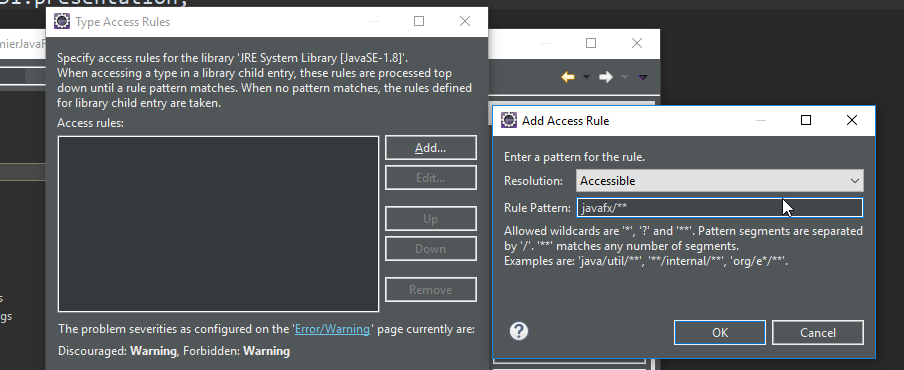 Type Access Rules
Specify access rules for the library 'JRE System Library [JavaSE-1.8]'.
When accessing a type in a library child entry, these rules are processed top
down until a rule pattern matches. When no pattern matches, the rules defined
for library child entry are taken.
Access rules:
Add...
Edit...
Up
Down
Remove
The problem severities as configured on the 'Error/Warning' page currently are:
Discouraged: Warning, Forbidden: Warning
Add Access Rule
Enter a pattern for the rule.
Resolution: Accessible
Rule Pattern: javafx/**
Allowed wildcards are '*', '?' and '**'. Pattern segments are separated
by '/'. '**' matches any number of segments.
Examples are: 'java/util/**', '**/internal/**', 'org/e*/**'.
OK
Cancel